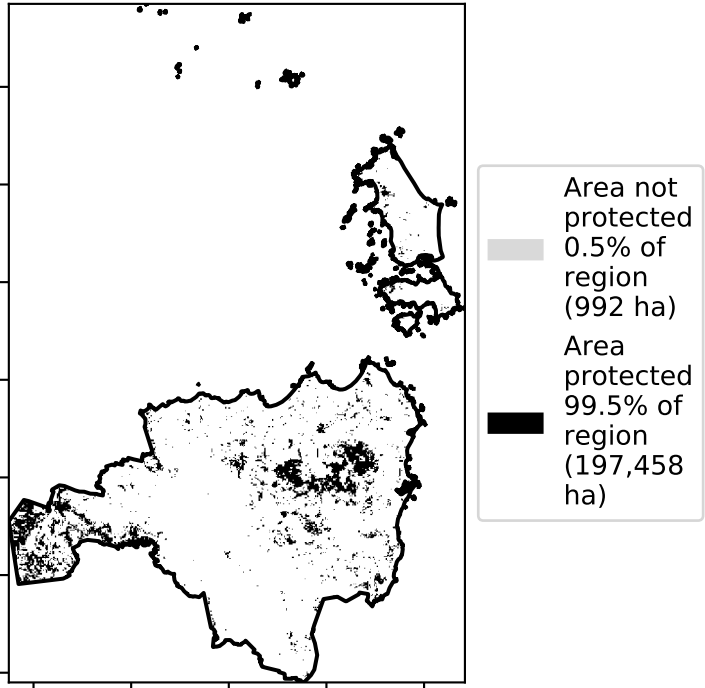 Area not
protected
0.5% of
region
(992 ha)
Area
protected
99.5% of
region
(197,458
ha)